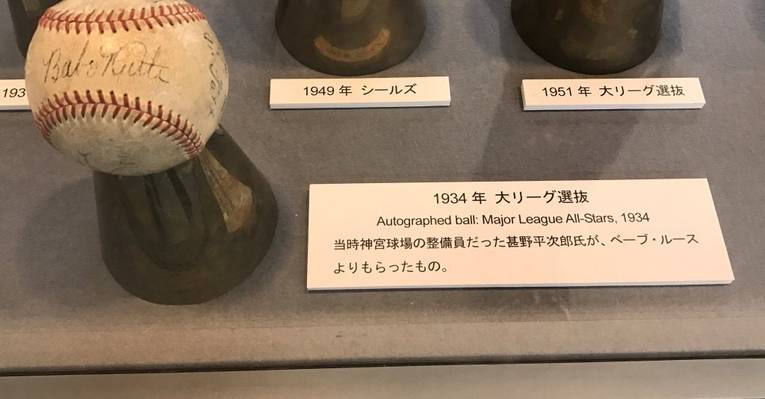 Babe Ruth
193
1949 年 シールズ
1951 年 大リーグ選抜
1934 年 大リーグ選抜
Autographed ball: Major League All-Stars, 1934
当時神宮球場の整備員だった甚野平次郎氏が、ベーブ・ルース
よりもらったもの。